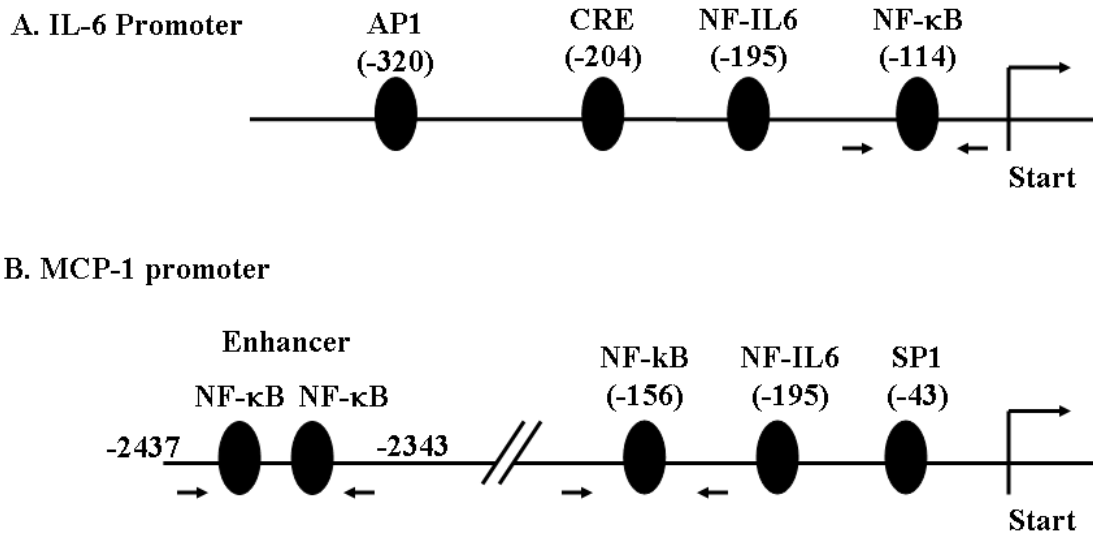 A. IL-6 Promoter
AP1 CRE NF-IL6 NF-κB
(-320) (-204) (-195) (-114)
Start
B. MCP-1 promoter
Enhancer
NF-κB NF-κB NF-kB NF-IL6 SP1
(-156) (-195) (-43)
-2437 -2343
Start